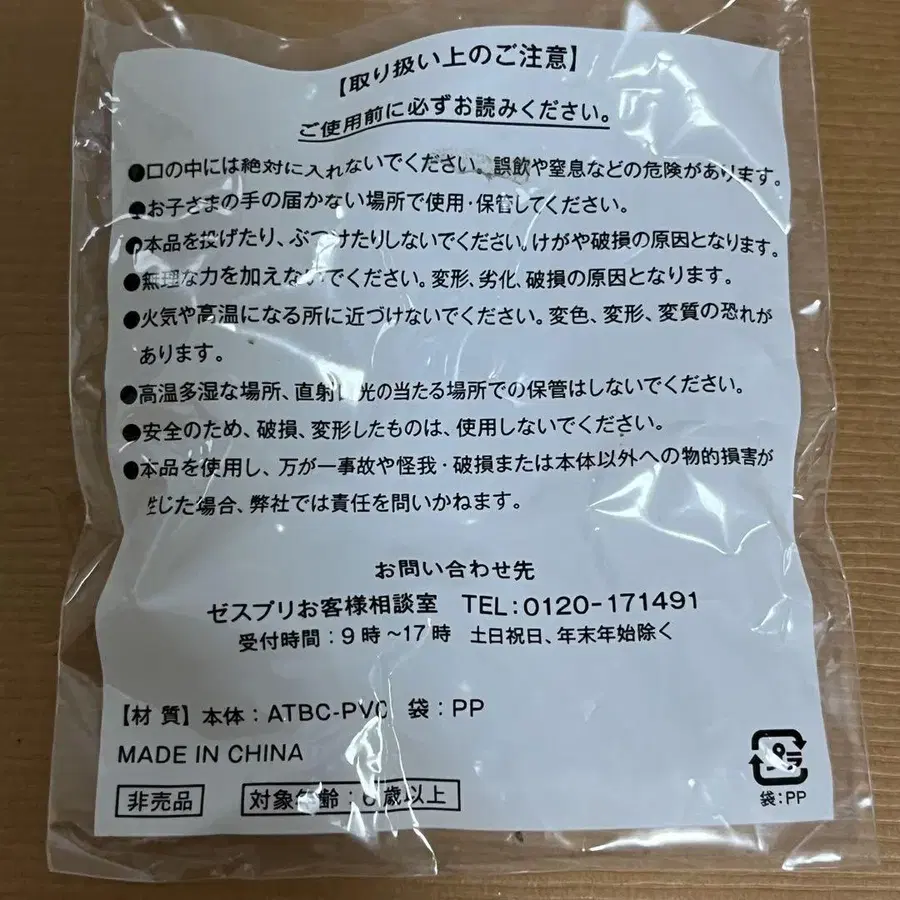 【取り扱い上のご注意】
ご使用前に必ずお読みください。
●口の中には絶対に入れないでください。誤飲や窒息などの危険があります。
●お子さまの手の届かない場所で使用・保管してください。
●本品を投げたり、ぶつけたりしないでください。けがや破損の原因となります。
●無理な力を加えないでください。変形、劣化、破損の原因となります。
●火気や高温になる所に近づけないでください。変色、変形、変質の恐れが
あります。
●高温多湿な場所、直射日光の当たる場所での保管はしないでください。
●安全のため、破損、変形したものは、使用しないでください。
●本品を使用し、万が一事故や怪我・破損または本体以外への物的損害が
生じた場合、弊社では責任を問いかねます。
お問い合わせ先
ゼスプリお客様相談室 TEL:0120-171491
受付時間：9時～17時 土日祝日、年末年始除く
【材質】本体：ATBC-PVC 袋：PP
MADE IN CHINA
非売品 対象年齢：6歳以上
プラ
袋:PP